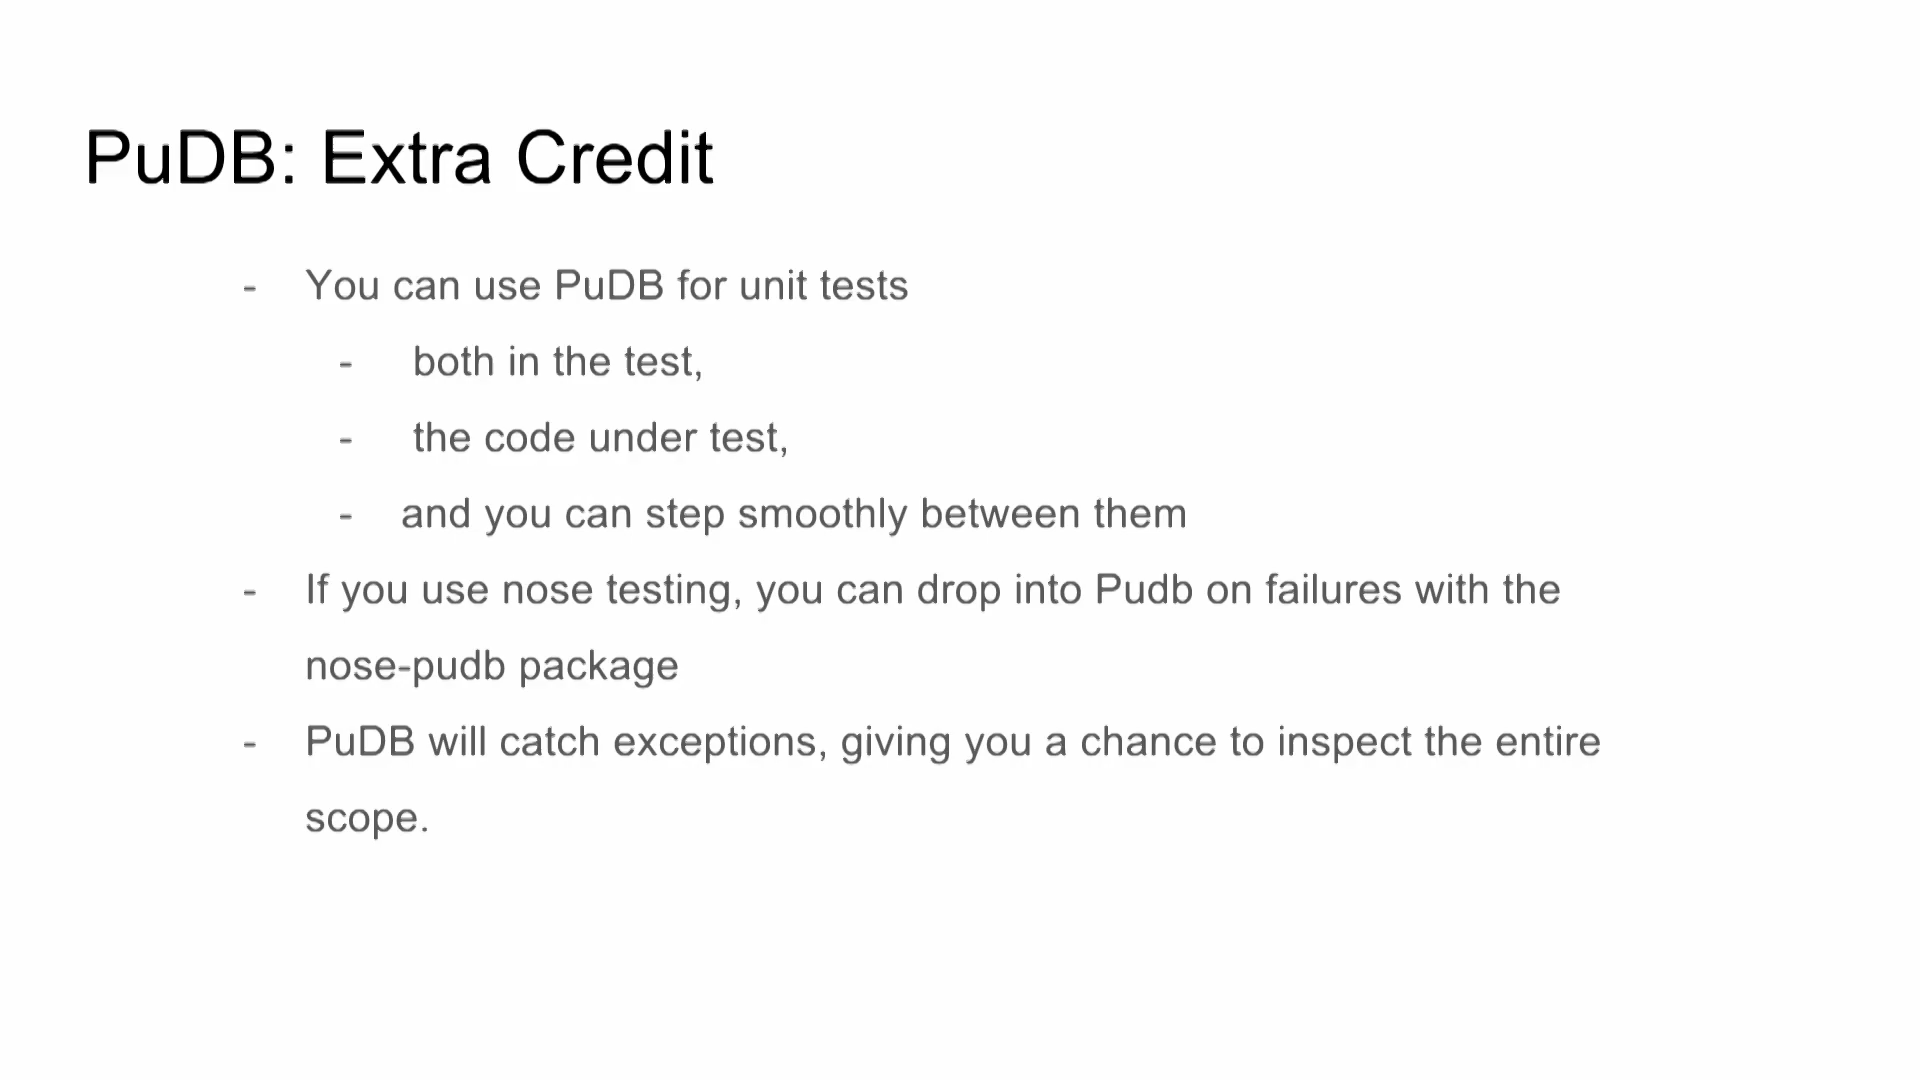 PuDB: Extra Credit
- You can use PuDB for unit tests
- both in the test,
- the code under test,
- and you can step smoothly between them
- If you use nose testing, you can drop into Pudb on failures with the
nose-pudb package
- PuDB will catch exceptions, giving you a chance to inspect the entire
scope.